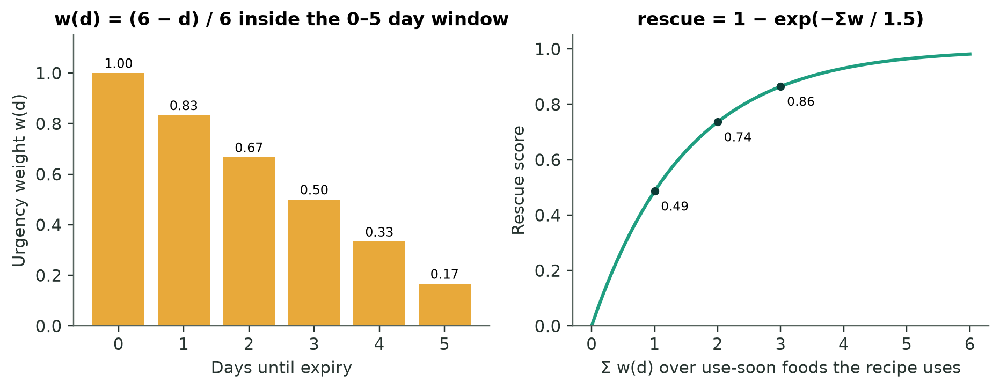 w(d) = (6 − d) / 6 inside the 0–5 day window
Urgency weight w(d)
1.0
0.8
0.6
0.4
0.2
0.0
1.00
0.83
0.67
0.50
0.33
0.17
0 1 2 3 4 5
Days until expiry
rescue = 1 − exp(−Σw / 1.5)
Rescue score
1.0
0.8
0.6
0.4
0.2
0.0
0.86
0.74
0.49
0 1 2 3 4 5 6
Σ w(d) over use-soon foods the recipe uses